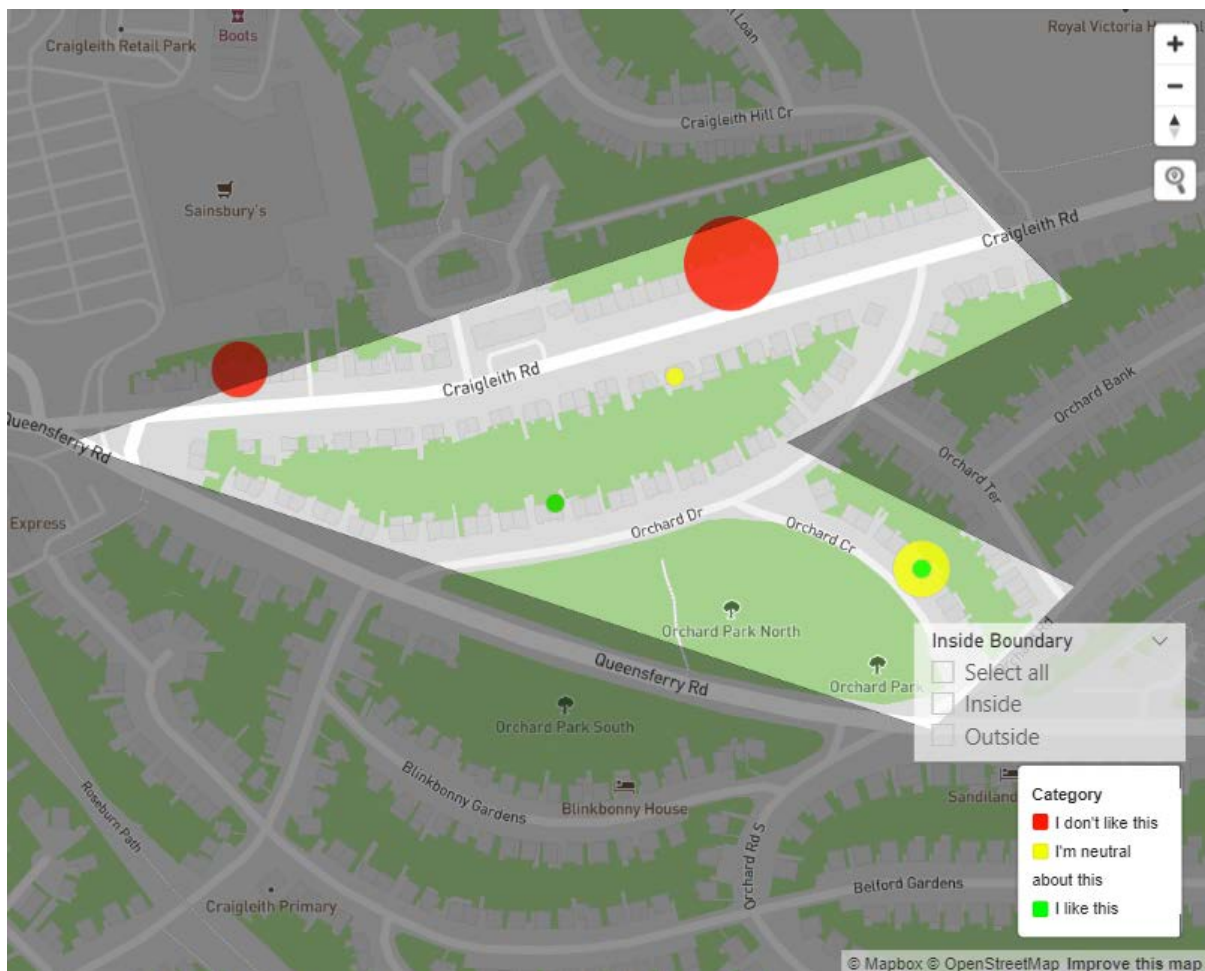 Boots
Craigleith Retail Park
Loan
Royal Victoria
Craigleith Hill Cr
Sainsbury's
Craigleith Rd
Craigleith Rd
Queensferry Rd
Orchard Bank
Orchard Ter
Express
Orchard Dr
Orchard Cr
Orchard Park North
Inside Boundary
Select all
Inside
Outside
Orchard Park
Queensferry Rd
Orchard Park South
Blinkbonny Gardens
Blinkbonny House
Roseburn Path
Orchard Rd S
Craigleith Primary
Belford Gardens
Category
I don't like this
I'm neutral
about this
I like this
© Mapbox © OpenStreetMap Improve this map